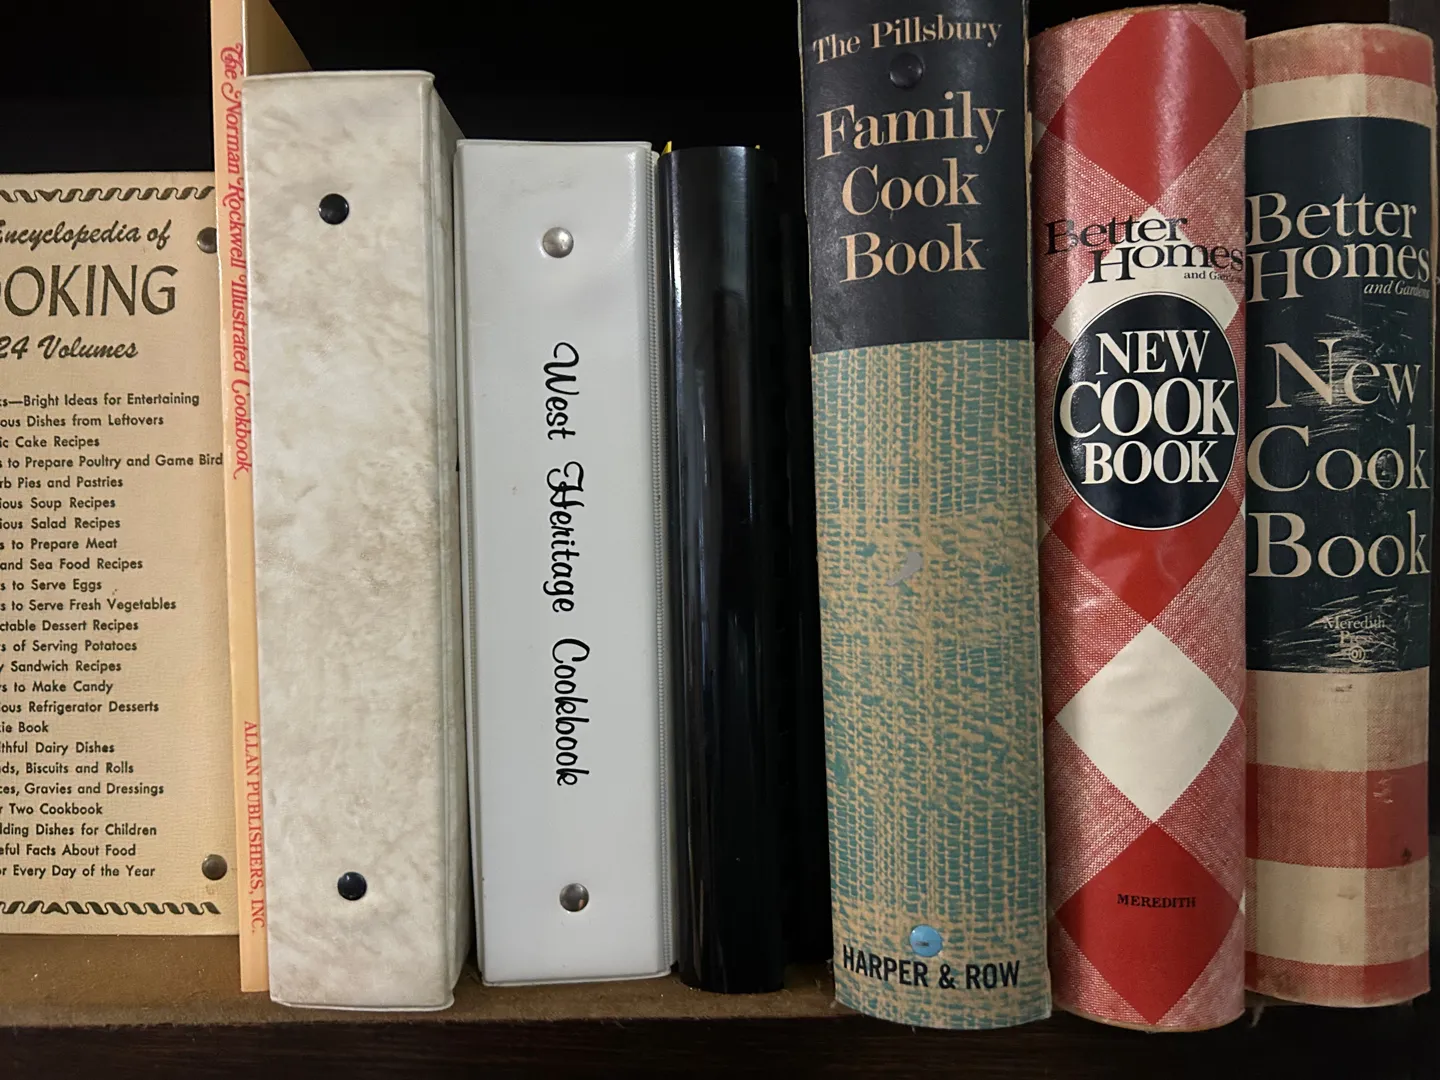 Encyclopedia of
OKING
24 Volumes
—Bright Ideas for Entertaining
Dishes from Leftovers
Cake Recipes
to Prepare Poultry and Game Bird
Pies and Pastries
Soup Recipes
Salad Recipes
to Prepare Meat
and Sea Food Recipes
to Serve Eggs
to Serve Fresh Vegetables
Dessert Recipes
of Serving Potatoes
Sandwich Recipes
to Make Candy
Refrigerator Desserts
Book
Dairy Dishes
Biscuits and Rolls
Gravies and Dressings
Two Cookbook
Dishes for Children
Facts About Food
Every Day of the Year
The Norman Rockwell Illustrated Cookbook
ALLAN PUBLISHERS, INC.
West Heritage Cookbook
The Pillsbury
Family
Cook
Book
HARPER & ROW
Better
Homes
and Gardens
NEW
COOK
BOOK
MEREDITH
Better
Homes
and Gardens
New
Cook
Book
Meredith
Press